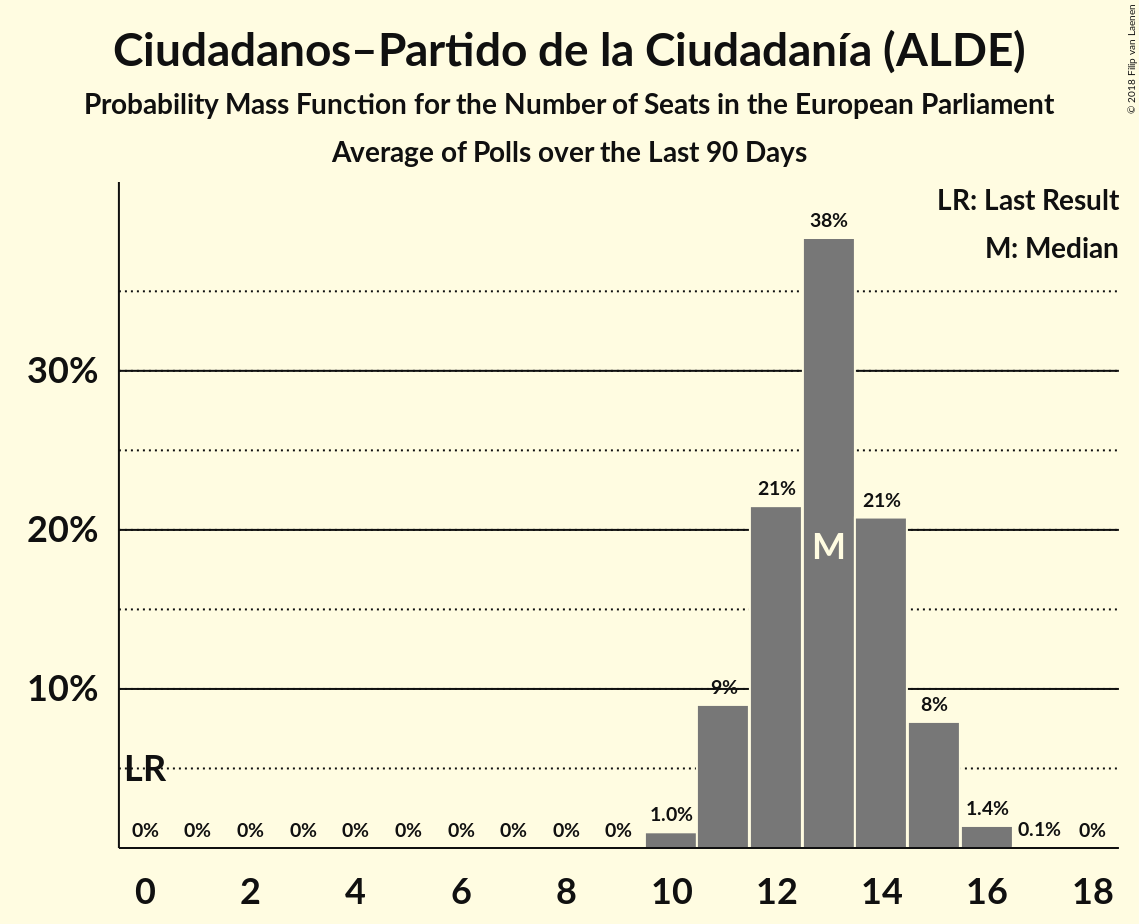 Ciudadanos–Partido de la Ciudadanía (ALDE)
Probability Mass Function for the Number of Seats in the European Parliament
Average of Polls over the Last 90 Days
© 2018 Filip van Laenen
LR: Last Result
M: Median
38%
30%
21%
21%
20%
M
9%
10%
8%
LR
0% 0% 0% 0% 0% 0% 0% 0% 0% 0% 1.0% 1.4% 0.1% 0%
0 2 4 6 8 10 12 14 16 18